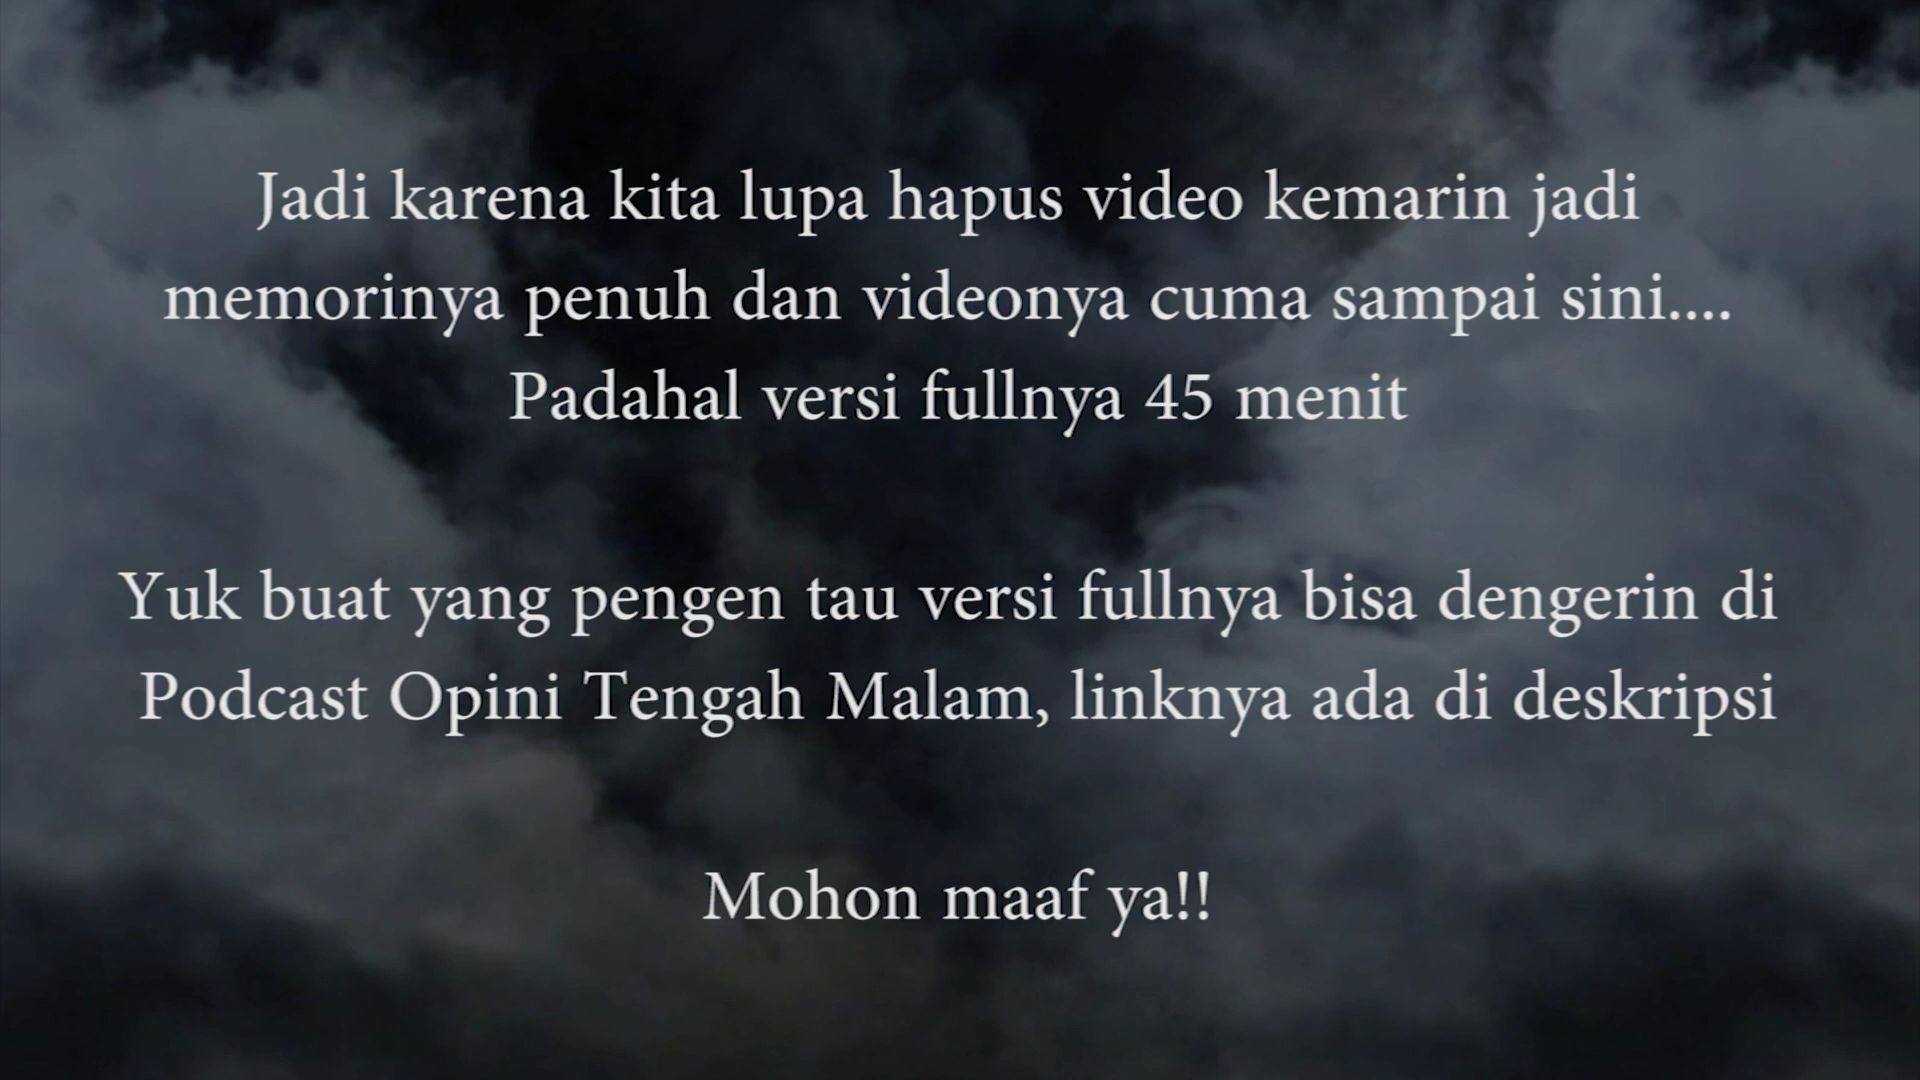 Jadi karena kita lupa hapus video kemarin jadi
memorinya penuh dan videonya cuma sampai sini....
Padahal versi fullnya 45 menit
Yuk buat yang pengen tau versi fullnya bisa dengerin di
Podcast Opini Tengah Malam, linknya ada di deskripsi
Mohon maaf ya!!